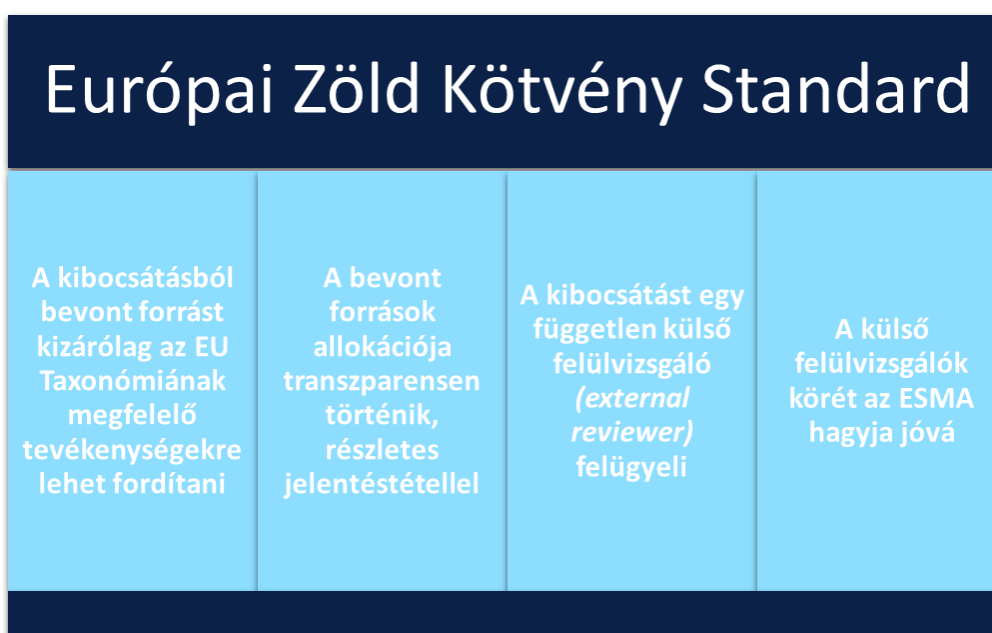 Európai Zöld Kötvény Standard
A kibocsátásból
bevont forrást
kizárólag az EU
Taxonómiának
megfelelő
tevékenységekre
lehet fordítani
A bevont
források
allokációja
transzparensen
történik,
részletes
jelentéstétellel
A kibocsátást egy
független külső
felülvizsgáló
(external
reviewer)
felügyeli
A külső
felülvizsgálók
körét az ESMA
hagyja jóvá